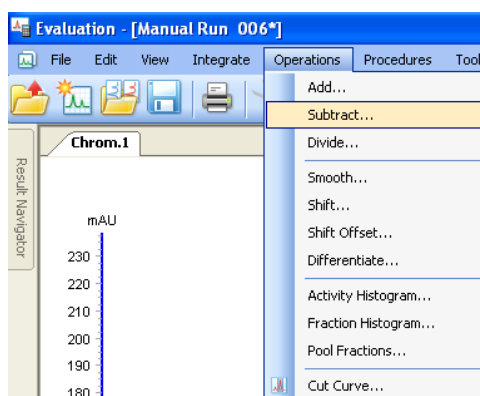 Evaluation - [Manual Run 006*]
File Edit View Integrate Operations Procedures Tool
Add...
Subtract...
Divide...
Smooth...
Shift...
Shift Offset...
Differentiate...
Activity Histogram...
Fraction Histogram...
Pool Fractions...
Cut Curve...
Chrom.1
Result Navigator
mAU
230
220
210
200
190
180